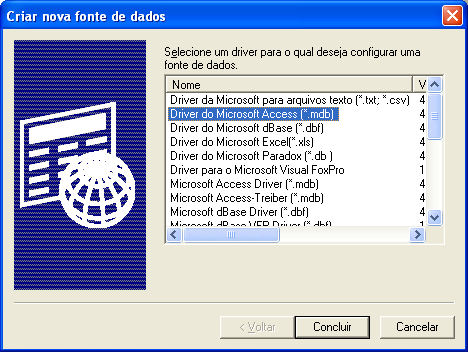 Criar nova fonte de dados
Selecione um driver para o qual deseja configurar uma
fonte de dados.
Nome V
Driver da Microsoft para arquivos texto (*.txt; *.csv) 4
Driver do Microsoft Access (*.mdb) 4
Driver do Microsoft dBase (*.dbf) 4
Driver do Microsoft Excel(*.xls) 4
Driver do Microsoft Paradox (*.db ) 4
Driver para o Microsoft Visual FoxPro 1
Microsoft Access Driver (*.mdb) 4
Microsoft Access-Treiber (*.mdb) 4
Microsoft dBase Driver (*.dbf) 4
Microsoft dBase VFP Driver (*.dbf) 1
< Voltar Concluir Cancelar